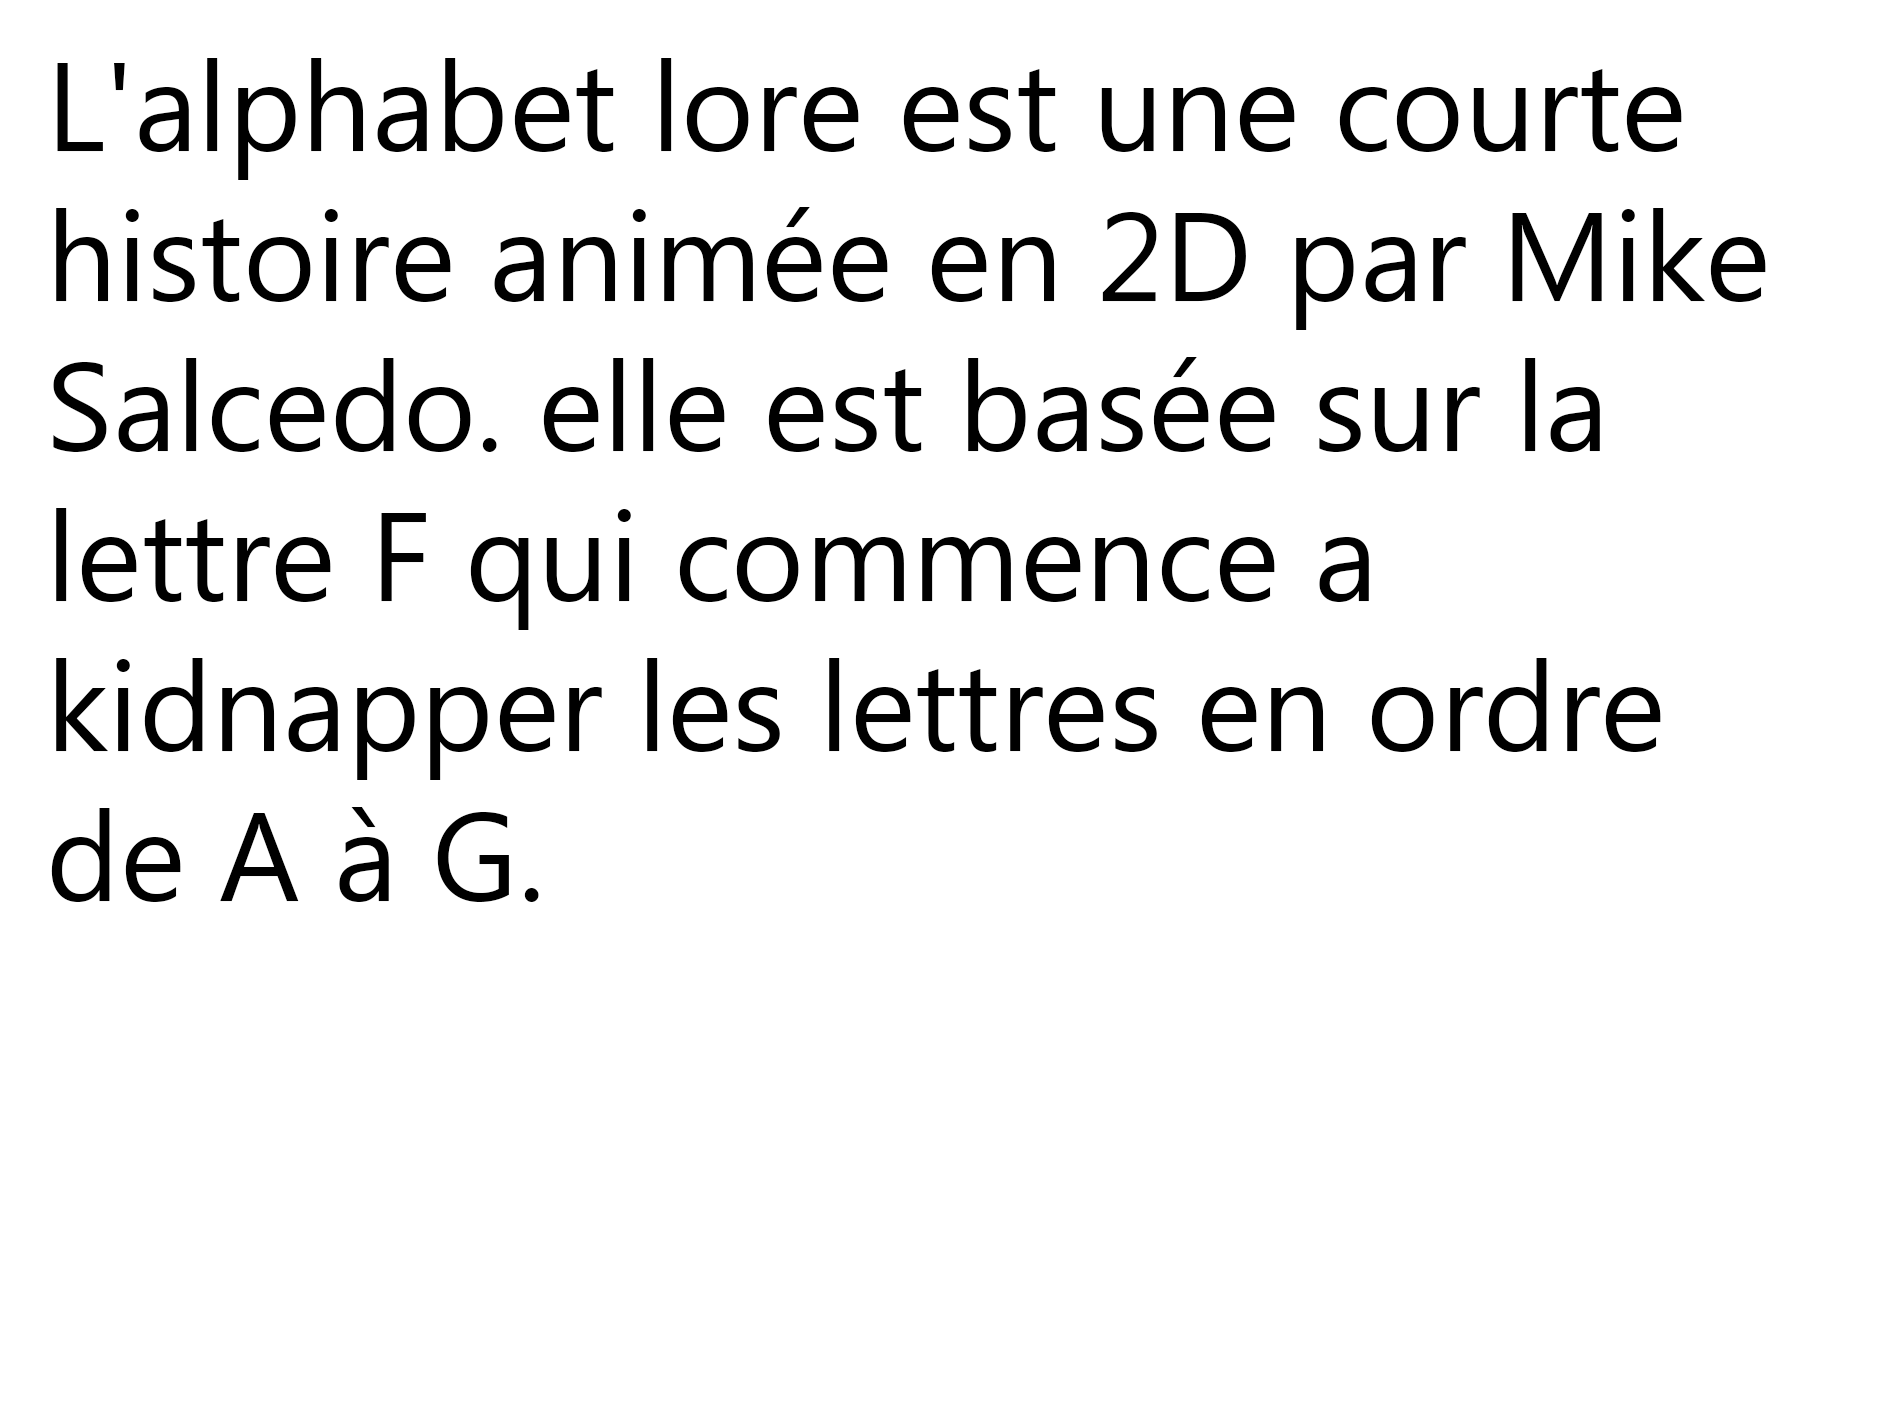 L'alphabet lore est une courte
histoire animée en 2D par Mike
Salcedo. elle est basée sur la
lettre F qui commence a
kidnapper les lettres en ordre
de A à G.